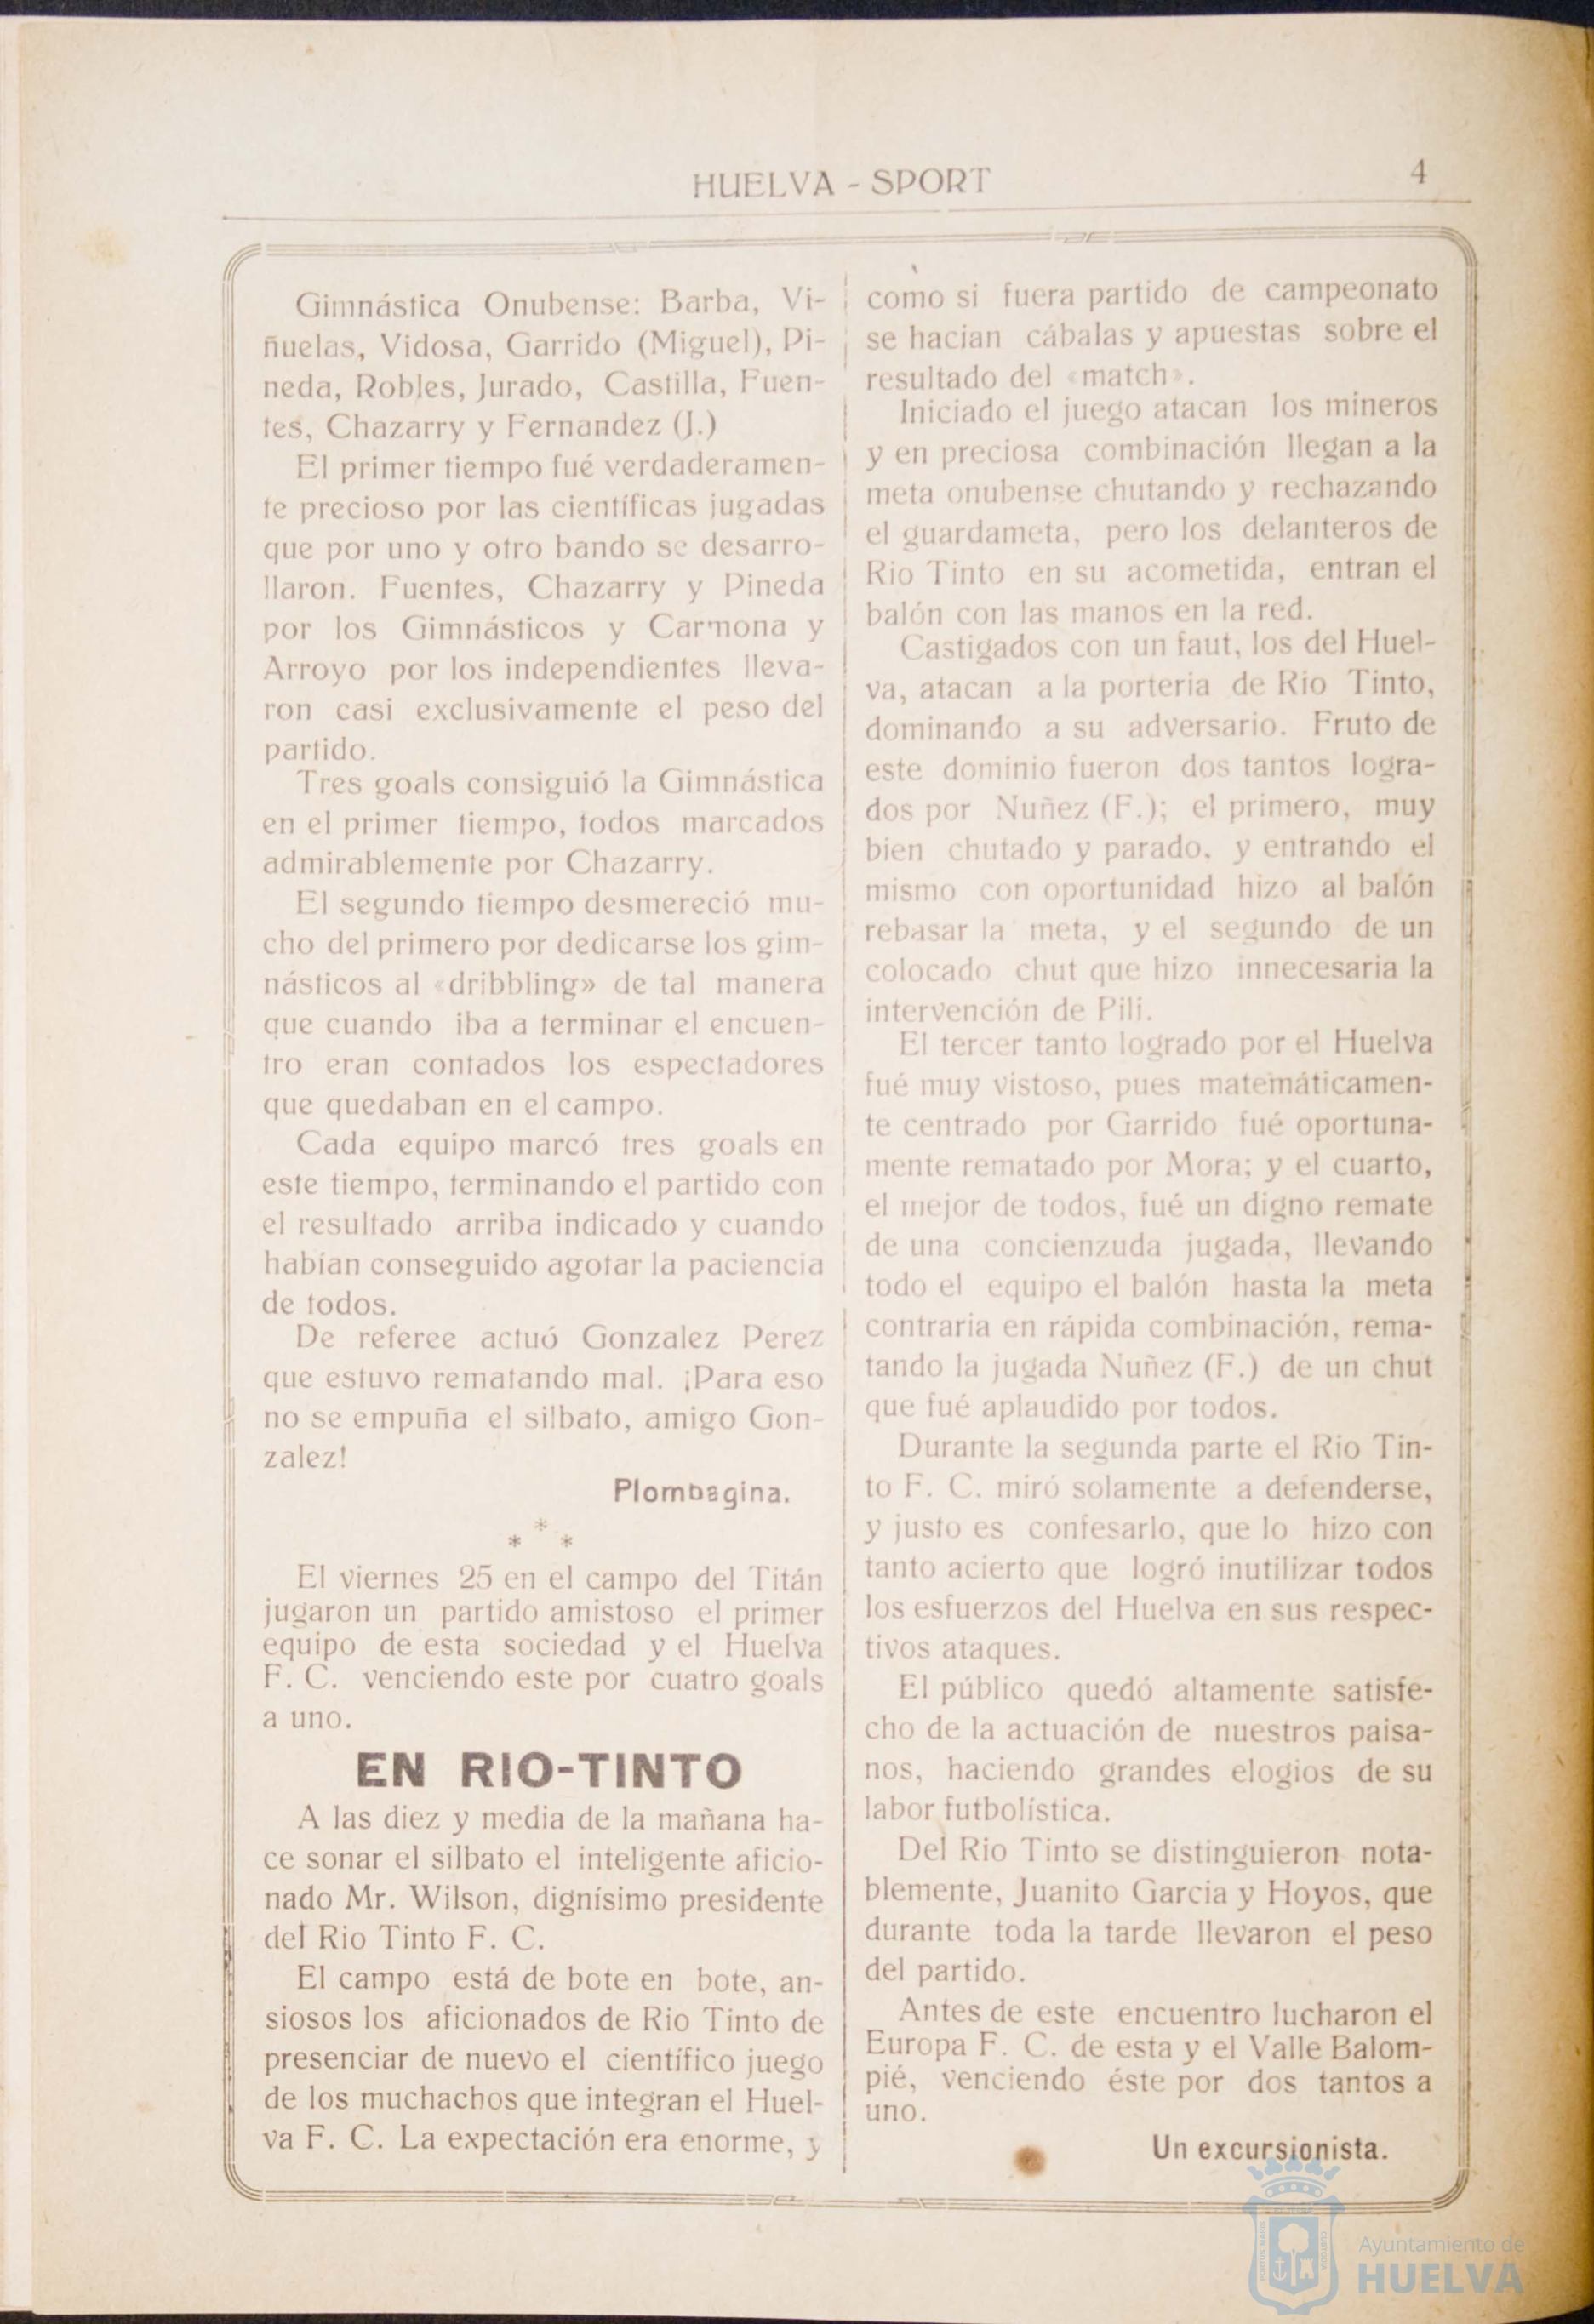 HUELVA - SPORT
4
Gimnástica Onubense: Barba, Vi-
ñuelas, Vidosa, Garrido (Miguel), Pi-
neda, Robles, Jurado, Castilla, Fuen-
tes, Chazarry y Fernandez (J.)
El primer tiempo fué verdaderamen-
te precioso por las científicas jugadas
que por uno y otro bando se desarro-
llaron. Fuentes, Chazarry y Pineda
por los Gimnásticos y Carmona y
Arroyo por los independientes lleva-
ron casi exclusivamente el peso del
partido.
Tres goals consiguió la Gimnástica
en el primer tiempo, todos marcados
admirablemente por Chazarry.
El segundo tiempo desmereció mu-
cho del primero por dedicarse los gim-
násticos al «dribbling» de tal manera
que cuando iba a terminar el encuen-
tro eran contados los espectadores
que quedaban en el campo.
Cada equipo marcó tres goals en
este tiempo, terminando el partido con
el resultado arriba indicado y cuando
habían conseguido agotar la paciencia
de todos.
De referee actuó Gonzalez Perez
que estuvo rematando mal. ¡Para eso
no se empuña el silbato, amigo Gon-
zalez!
Plombagina.
* * *
El viernes 25 en el campo del Titán
jugaron un partido amistoso el primer
equipo de esta sociedad y el Huelva
F. C. venciendo este por cuatro goals
a uno.
EN RIO-TINTO
A las diez y media de la mañana ha-
ce sonar el silbato el inteligente aficio-
nado Mr. Wilson, dignísimo presidente
del Rio Tinto F. C.
El campo está de bote en bote, an-
siosos los aficionados de Rio Tinto de
presenciar de nuevo el científico juego
de los muchachos que integran el Huel-
va F. C. La expectación era enorme, y
como si fuera partido de campeonato
se hacian cábalas y apuestas sobre el
resultado del «match».
Iniciado el juego atacan los mineros
y en preciosa combinación llegan a la
meta onubense chutando y rechazando
el guardameta, pero los delanteros de
Rio Tinto en su acometida, entran el
balón con las manos en la red.
Castigados con un faut, los del Huel-
va, atacan a la porteria de Rio Tinto,
dominando a su adversario. Fruto de
este dominio fueron dos tantos logra-
dos por Nuñez (F.); el primero, muy
bien chutado y parado, y entrando el
mismo con oportunidad hizo al balón
rebasar la meta, y el segundo de un
colocado chut que hizo innecesaria la
intervención de Pili.
El tercer tanto logrado por el Huelva
fué muy vistoso, pues matemáticamen-
te centrado por Garrido fué oportuna-
mente rematado por Mora; y el cuarto,
el mejor de todos, fué un digno remate
de una concienzuda jugada, llevando
todo el equipo el balón hasta la meta
contraria en rápida combinación, rema-
tando la jugada Nuñez (F.) de un chut
que fué aplaudido por todos.
Durante la segunda parte el Rio Tin-
to F. C. miró solamente a defenderse,
y justo es confesarlo, que lo hizo con
tanto acierto que logró inutilizar todos
los esfuerzos del Huelva en sus respec-
tivos ataques.
El público quedó altamente satisfe-
cho de la actuación de nuestros paisa-
nos, haciendo grandes elogios de su
labor futbolística.
Del Rio Tinto se distinguieron nota-
blemente, Juanito Garcia y Hoyos, que
durante toda la tarde llevaron el peso
del partido.
Antes de este encuentro lucharon el
Europa F. C. de esta y el Valle Balom-
pié, venciendo éste por dos tantos a
uno.
Un excursionista.
Ayuntamiento de
HUELVA